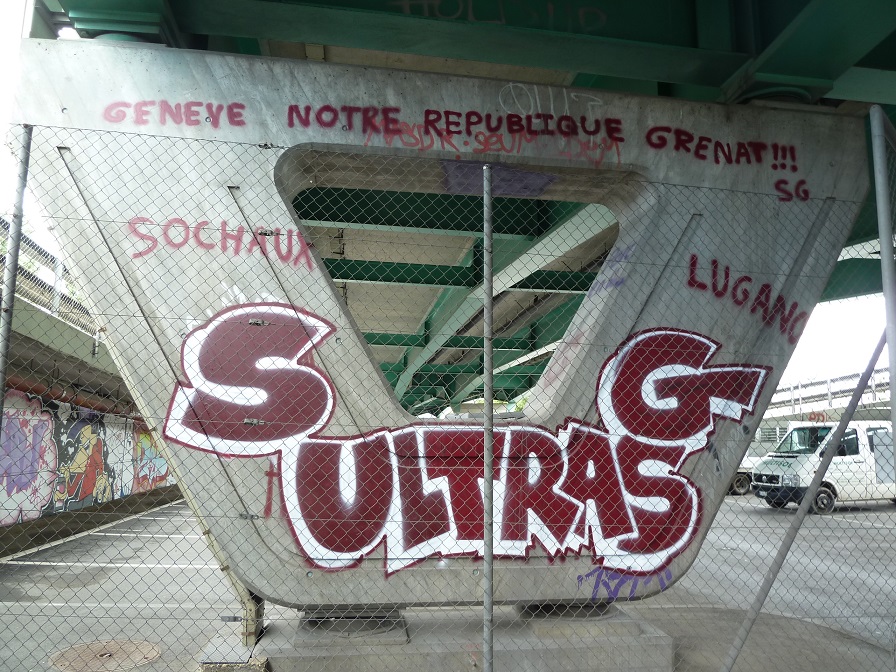 GENEVE NOTRE REPUBLIQUE GRENAT!!!
SG
SOCHAUX
LUGANO
S G
ULTRAS